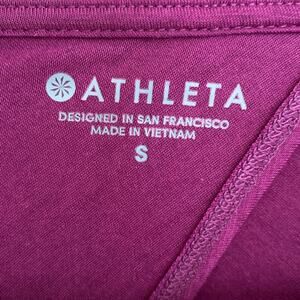 ATHLETA
DESIGNED IN SAN FRANCISCO
MADE IN VIETNAM
S